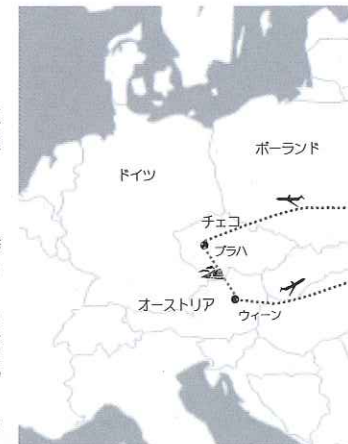 ポーランド
ドイツ
チェコ
プラハ
オーストリア
ウィーン